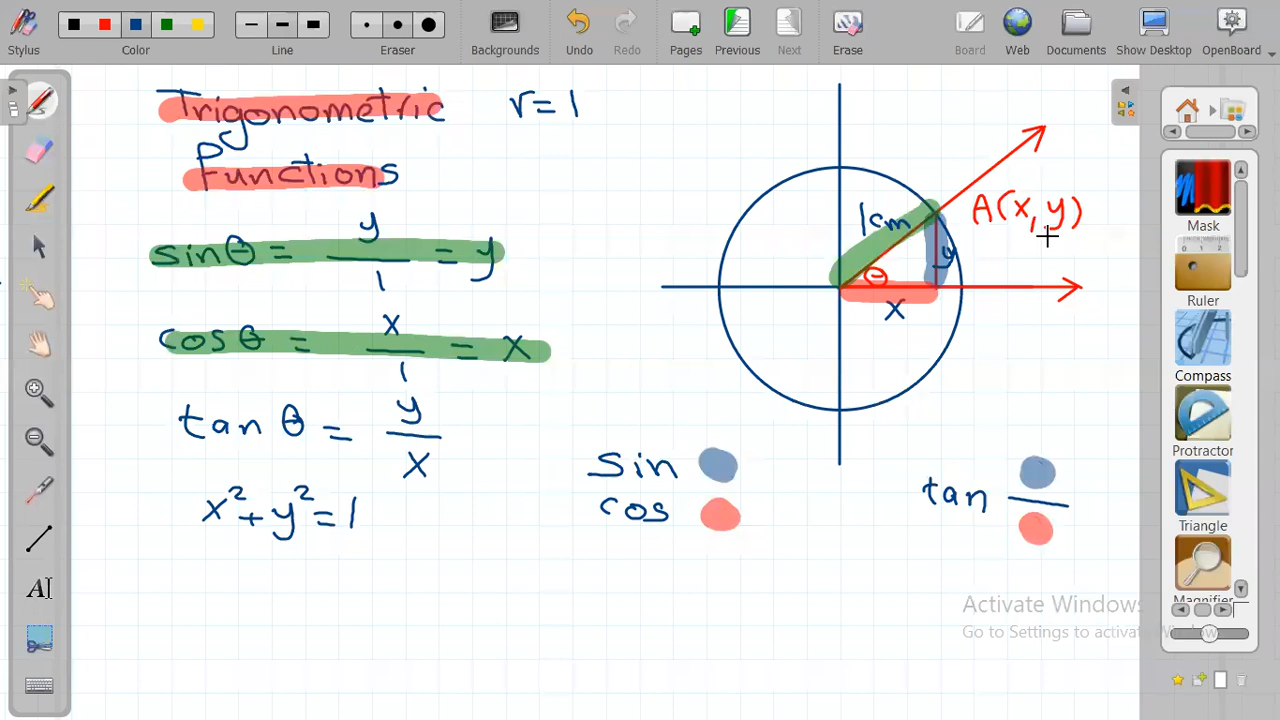 Stylus
Color
Line
Eraser
Backgrounds
Undo
Redo
Pages
Previous
Next
Erase
Board
Web
Documents
Show Desktop
OpenBoard
Trigonometric r=1
Functions
sinθ = y/1 = y
cosθ = x/1 = x
tan θ = y/x
x²+y²=1
1cm
A(x,y)
θ
y
x
sin
cos
tan
Mask
Ruler
Compass
Protractor
Triangle
Magnifier
Activate Windows
Go to Settings to activate Window